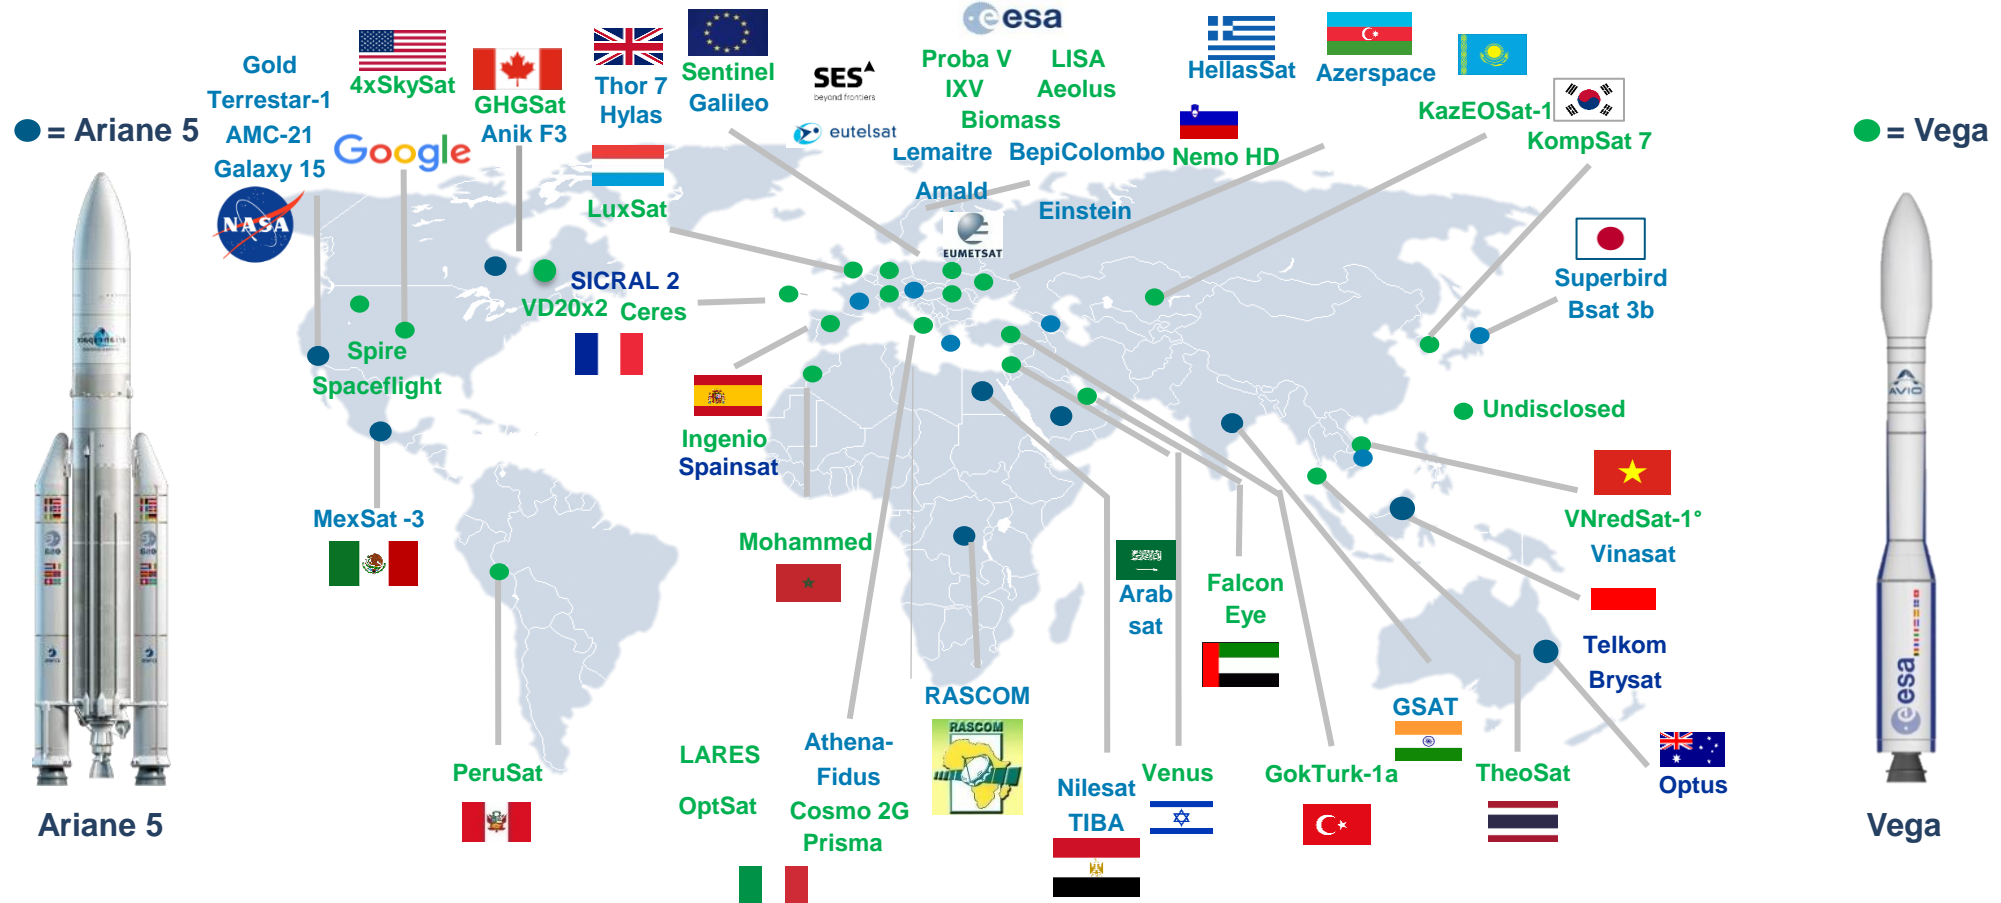 = Ariane 5
Ariane 5
Gold
Terrestar-1
AMC-21
Galaxy 15
NASA
4xSkySat
Google
GHGSat
Anik F3
Thor 7
Hylas
LuxSat
Sentinel
Galileo
SES
beyond frontiers
eutelsat
esa
Proba V
LISA
IXV
Aeolus
Biomass
Lemaitre
BepiColombo
Amald
Einstein
EUMETSAT
HellasSat
Nemo HD
Azerspace
KazEOSat-1
KompSat 7
Superbird
Bsat 3b
= Vega
SICRAL 2
VD20x2
Ceres
Spire
Spaceflight
Ingenio
Spainsat
Undisclosed
MexSat -3
Mohammed
VNredSat-1°
Vinasat
Arab
sat
Falcon
Eye
Telkom
Brysat
RASCOM
RASCOM
GSAT
PeruSat
LARES
OptSat
Athena-
Fidus
Cosmo 2G
Prisma
Nilesat
TIBA
Venus
GokTurk-1a
TheoSat
Optus
AVIO
esa
Vega